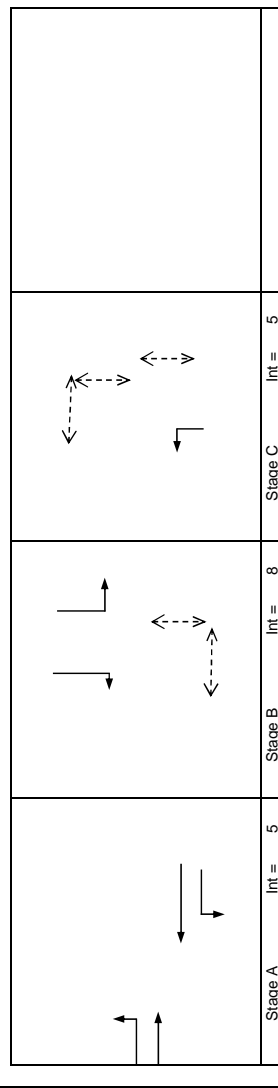 Stage A Int = 5
Stage B Int = 8
Stage C Int = 5